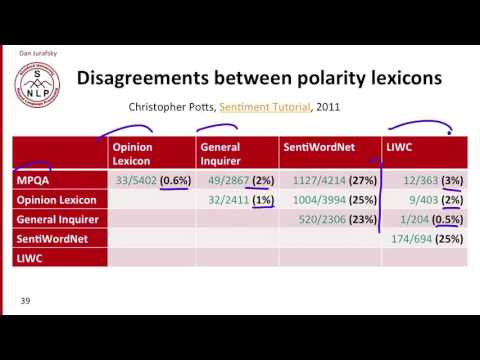 Dan Jurafsky
S
NLP
Disagreements between polarity lexicons
Christopher Potts, Sentiment Tutorial, 2011
Opinion Lexicon General Inquirer SentiWordNet LIWC
MPQA 33/5402 (0.6%) 49/2867 (2%) 1127/4214 (27%) 12/363 (3%)
Opinion Lexicon 32/2411 (1%) 1004/3994 (25%) 9/403 (2%)
General Inquirer 520/2306 (23%) 1/204 (0.5%)
SentiWordNet 174/694 (25%)
LIWC
39